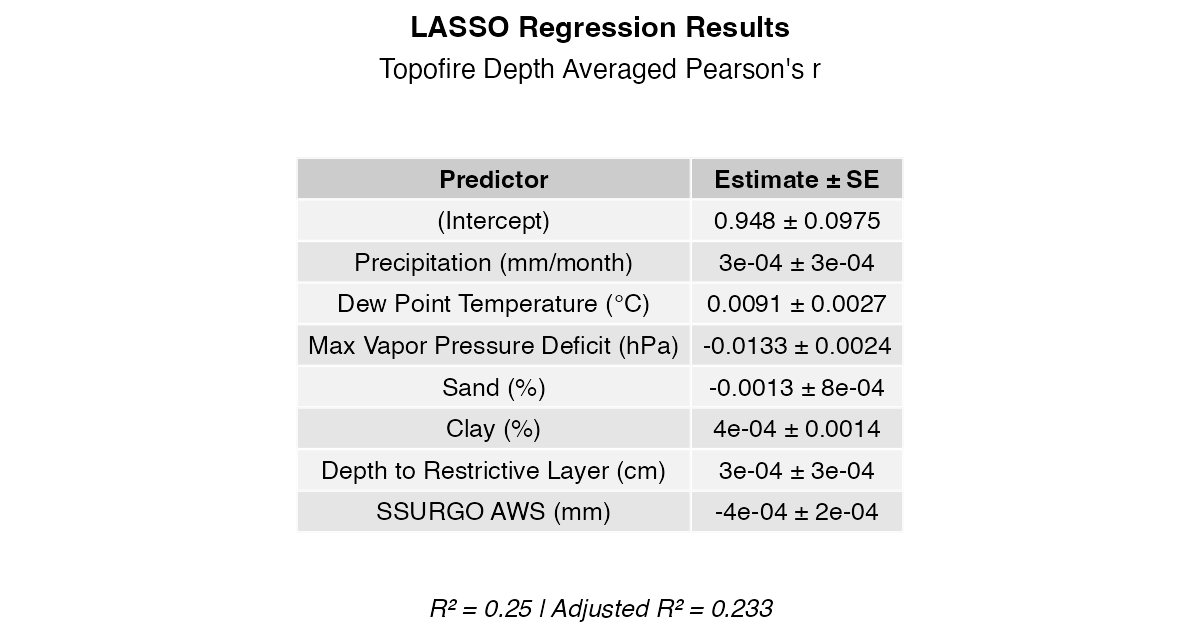 LASSO Regression Results
Topofire Depth Averaged Pearson's r
Predictor Estimate ± SE
(Intercept) 0.948 ± 0.0975
Precipitation (mm/month) 3e-04 ± 3e-04
Dew Point Temperature (°C) 0.0091 ± 0.0027
Max Vapor Pressure Deficit (hPa) -0.0133 ± 0.0024
Sand (%) -0.0013 ± 8e-04
Clay (%) 4e-04 ± 0.0014
Depth to Restrictive Layer (cm) 3e-04 ± 3e-04
SSURGO AWS (mm) -4e-04 ± 2e-04
R² = 0.25 | Adjusted R² = 0.233